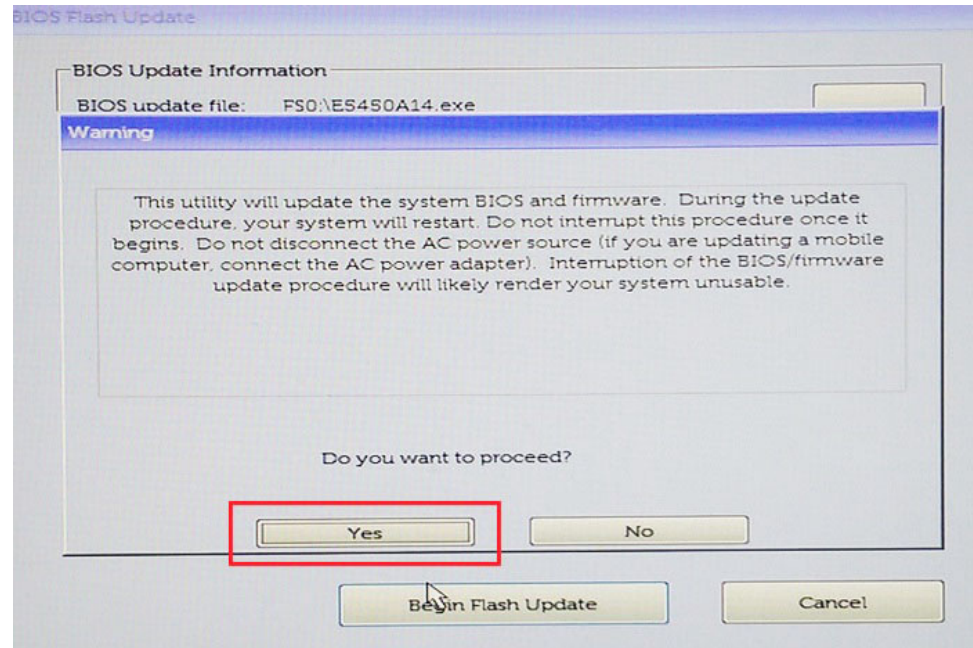 BIOS Flash Update
BIOS Update Information
BIOS update file: FS0:\E5450A14.exe
Warning
This utility will update the system BIOS and firmware. During the update
procedure, your system will restart. Do not interrupt this procedure once it
begins. Do not disconnect the AC power source (if you are updating a mobile
computer, connect the AC power adapter). Interruption of the BIOS/firmware
update procedure will likely render your system unusable.
Do you want to proceed?
Yes No
Begin Flash Update Cancel